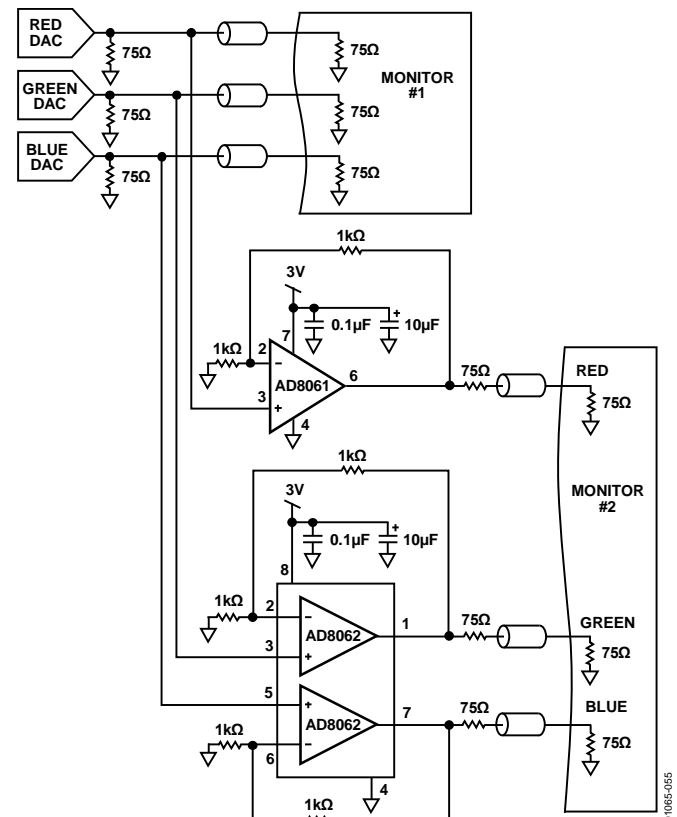 RED
DAC
75Ω
75Ω
GREEN
DAC
75Ω
75Ω
MONITOR
#1
BLUE
DAC
75Ω
75Ω
1kΩ
3V
0.1µF
+
10µF
7
1kΩ
2
−
AD8061
6
3
+
4
75Ω
RED
75Ω
1kΩ
3V
0.1µF
+
10µF
MONITOR
#2
8
1kΩ
2
−
AD8062
1
3
+
75Ω
GREEN
75Ω
5
+
AD8062
7
1kΩ
−
6
75Ω
BLUE
75Ω
4
1kΩ
01065-055